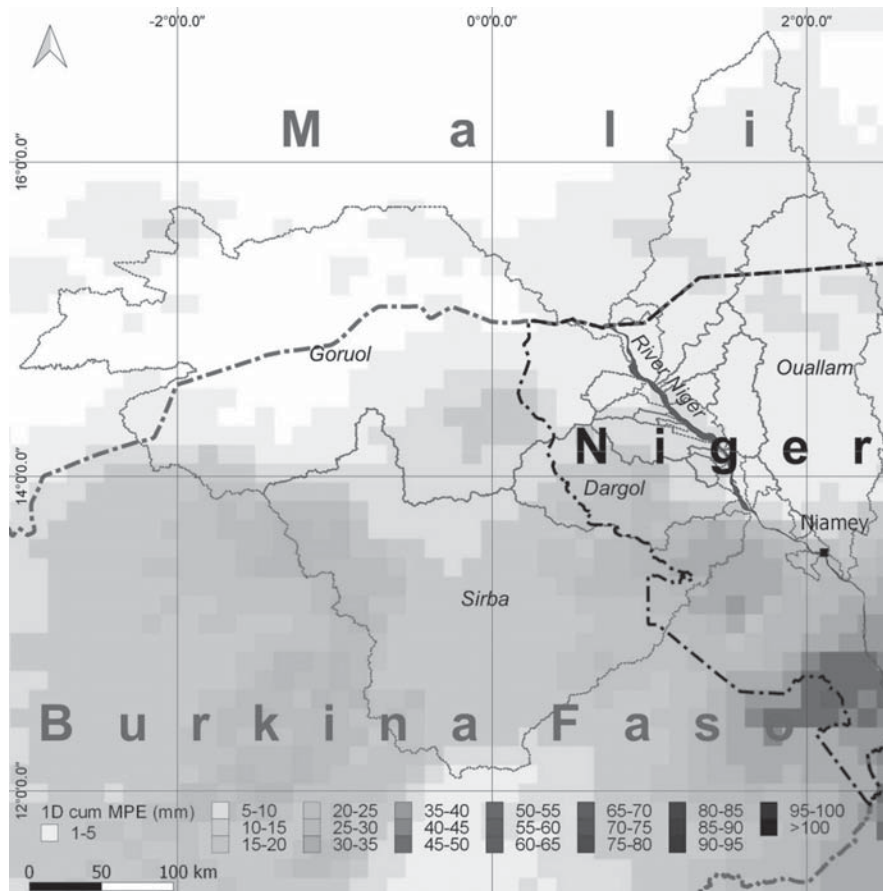 -2°0'0.0" 0°0'0.0" 2°0'0.0"
M a l i
16°0'0.0"
Goruol
River Niger
Ouallam
N i g e r
14°0'0.0"
Dargol
Niamey
Sirba
B u r k i n a F a s o
12°0'0.0"
1D cum MPE (mm)
1-5
5-10
10-15
15-20
20-25
25-30
30-35
35-40
40-45
45-50
50-55
55-60
60-65
65-70
70-75
75-80
80-85
85-90
90-95
95-100
>100
0 50 100 km